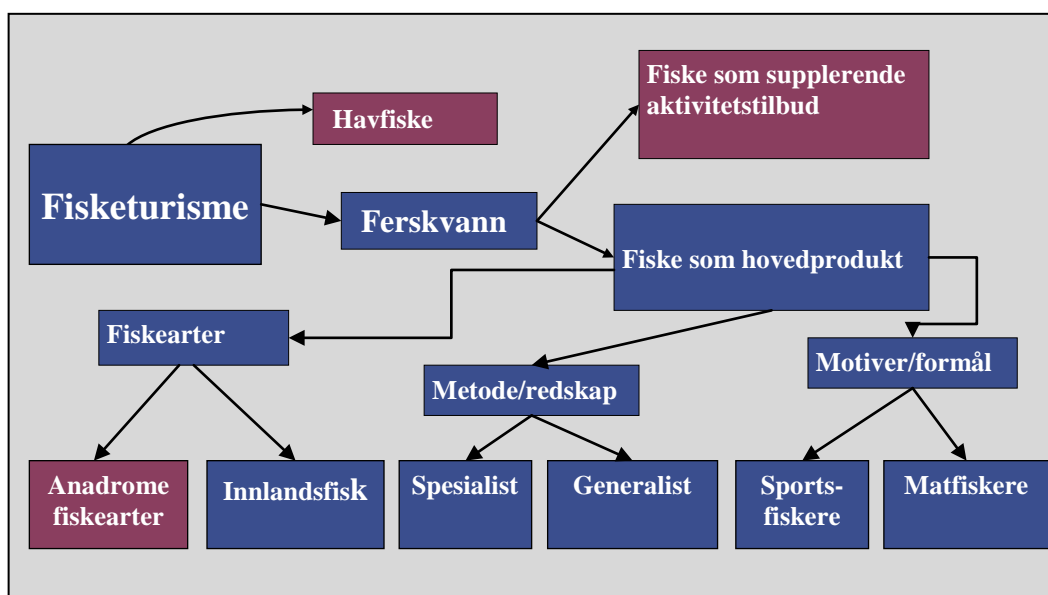 Fiske som supplerende
aktivitetstilbud
Havfiske
Fisketurisme
Ferskvann
Fiske som hovedprodukt
Fiskearter
Metode/redskap
Motiver/formål
Anadrome
fiskearter
Innlandsfisk
Spesialist
Generalist
Sports-
fiskere
Matfiskere